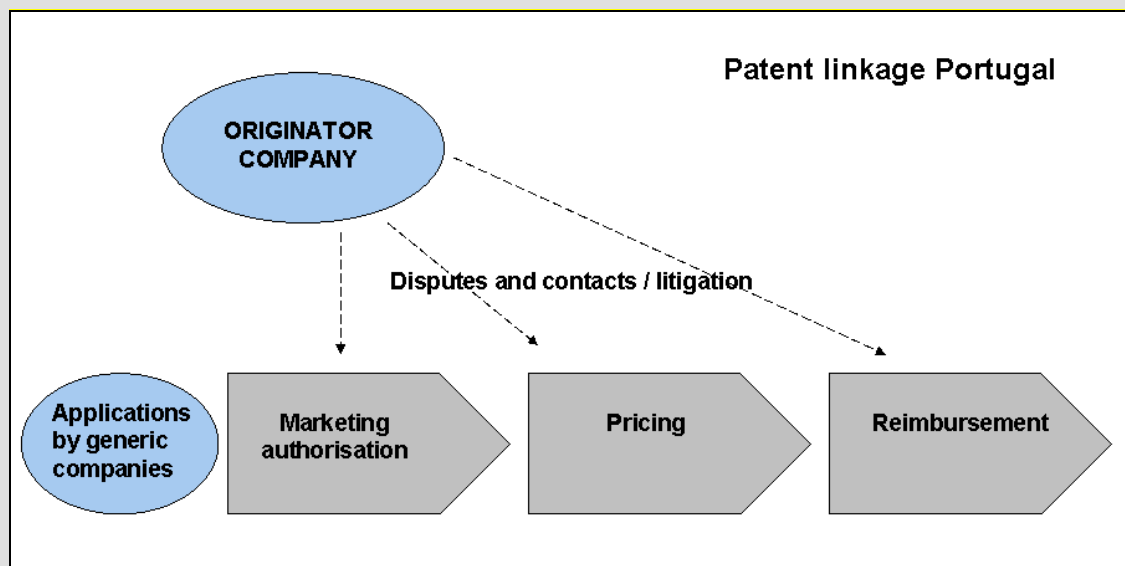 Patent linkage Portugal
ORIGINATOR
COMPANY
Disputes and contacts / litigation
Applications
by generic
companies
Marketing
authorisation
Pricing
Reimbursement